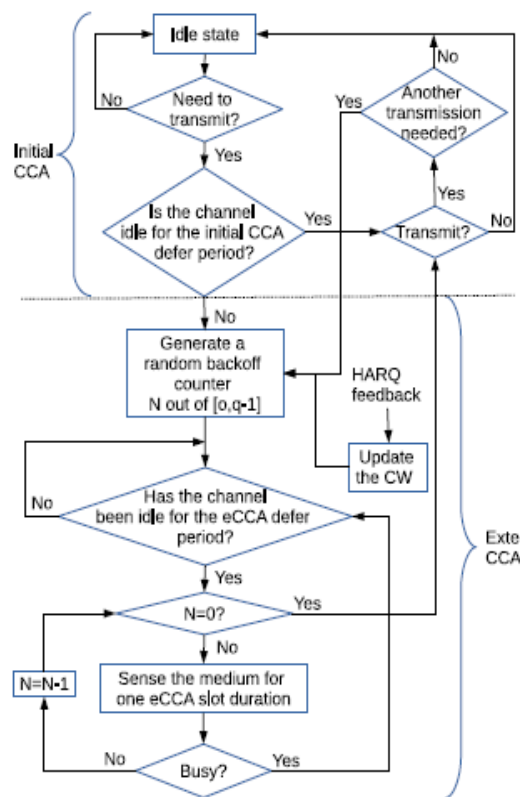 Idle state
No
Need to
transmit?
Yes
Initial
CCA
Is the channel
idle for the initial CCA
defer period?
Yes
No
Another
transmission
needed?
Yes
No
Yes
Transmit?
No
Generate a
random backoff
counter
N out of [o,q-1]
HARQ
feedback
Update
the CW
No
Has the channel
been idle for the eCCA defer
period?
Exte
CCA
Yes
N=0?
Yes
No
N=N-1
Sense the medium for
one eCCA slot duration
No
Busy?
Yes